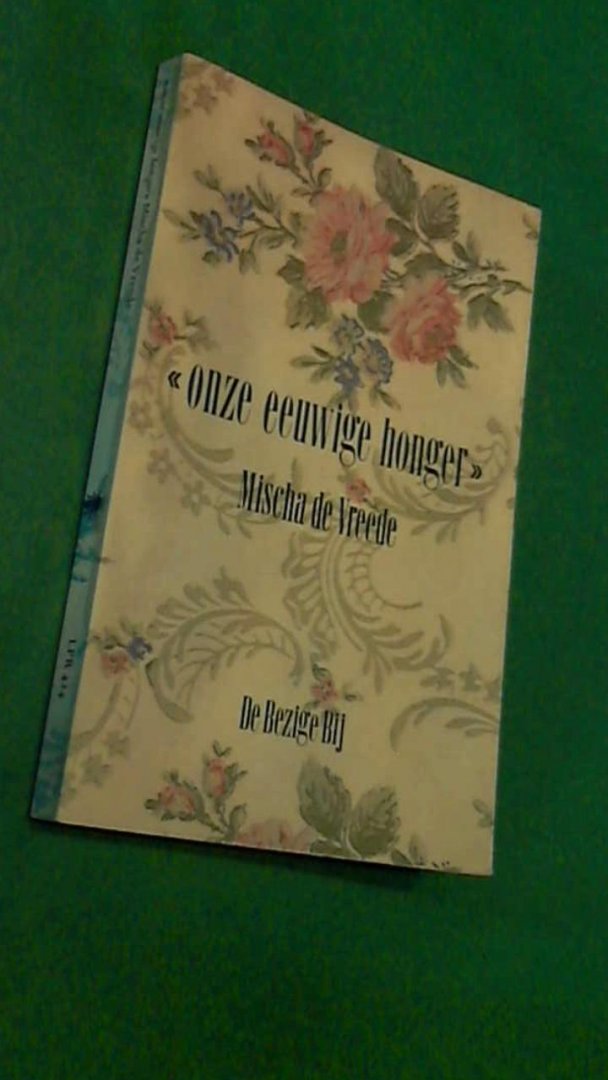 «onze eeuwige honger»
Mischa de Vreede
De Bezige Bij